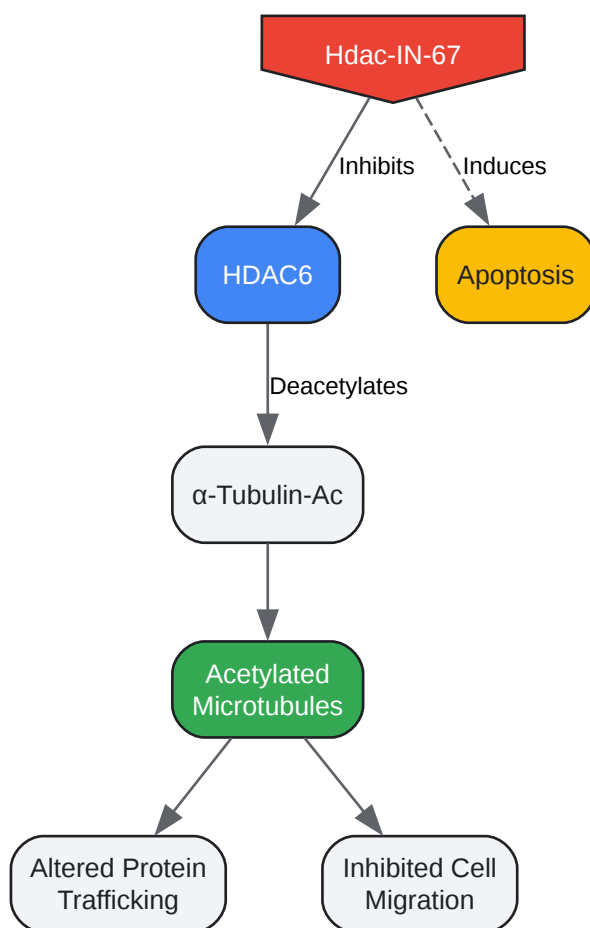 Hdac-IN-67
Inhibits
Induces
HDAC6
Apoptosis
Deacetylates
α-Tubulin-Ac
Acetylated
Microtubules
Altered Protein
Trafficking
Inhibited Cell
Migration